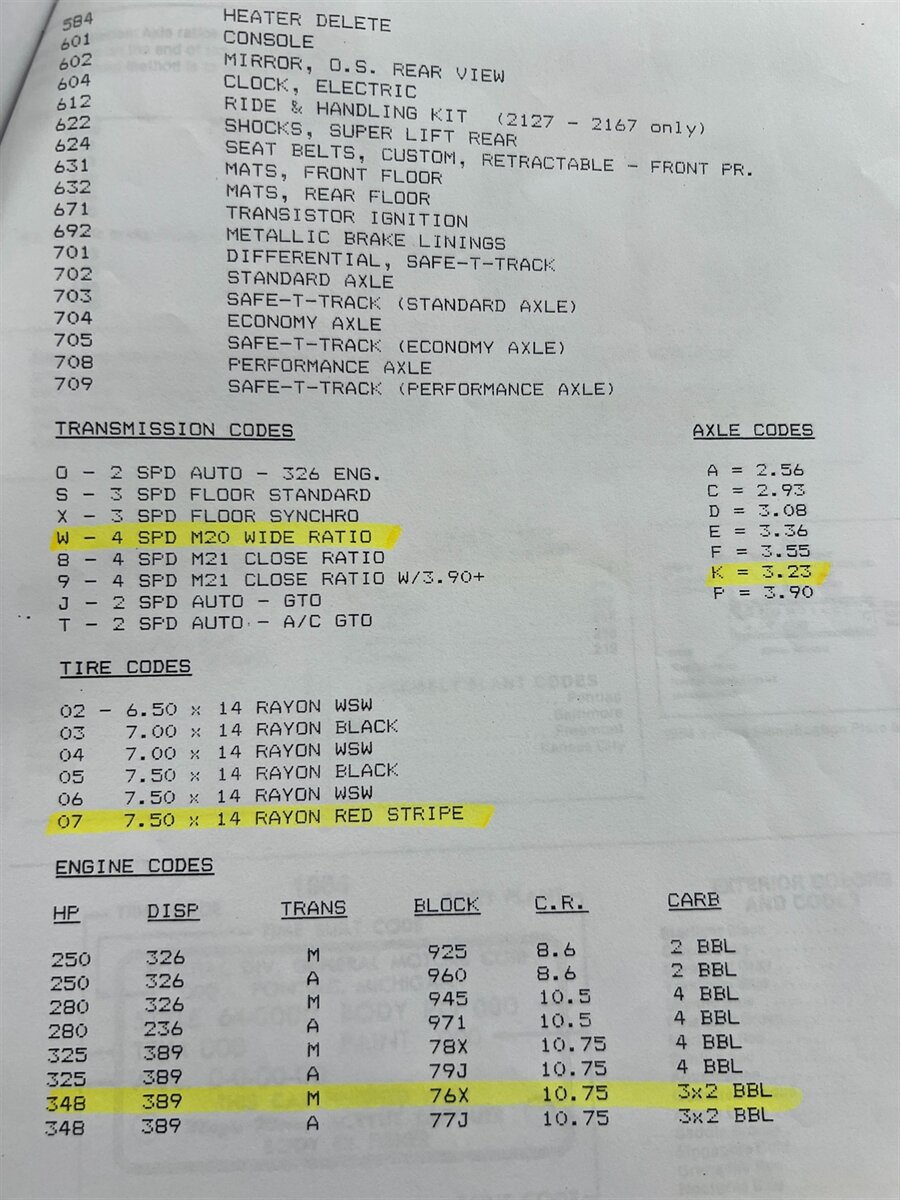 584 HEATER DELETE
601 CONSOLE
602 MIRROR, O.S. REAR VIEW
604 CLOCK, ELECTRIC
612 RIDE & HANDLING KIT (2127 - 2167 only)
622 SHOCKS, SUPER LIFT REAR
624 SEAT BELTS, CUSTOM, RETRACTABLE - FRONT PR.
631 MATS, FRONT FLOOR
632 MATS, REAR FLOOR
671 TRANSISTOR IGNITION
692 METALLIC BRAKE LININGS
701 DIFFERENTIAL, SAFE-T-TRACK
702 STANDARD AXLE
703 SAFE-T-TRACK (STANDARD AXLE)
704 ECONOMY AXLE
705 SAFE-T-TRACK (ECONOMY AXLE)
708 PERFORMANCE AXLE
709 SAFE-T-TRACK (PERFORMANCE AXLE)
TRANSMISSION CODES
O - 2 SPD AUTO - 326 ENG.
S - 3 SPD FLOOR STANDARD
X - 3 SPD FLOOR SYNCHRO
W - 4 SPD M20 WIDE RATIO
8 - 4 SPD M21 CLOSE RATIO
9 - 4 SPD M21 CLOSE RATIO W/3.90+
J - 2 SPD AUTO - GTO
T - 2 SPD AUTO - A/C GTO
AXLE CODES
A = 2.56
C = 2.93
D = 3.08
E = 3.36
F = 3.55
K = 3.23
P = 3.90
TIRE CODES
02 - 6.50 x 14 RAYON WSW
03 7.00 x 14 RAYON BLACK
04 7.00 x 14 RAYON WSW
05 7.50 x 14 RAYON BLACK
06 7.50 x 14 RAYON WSW
07 7.50 x 14 RAYON RED STRIPE
ENGINE CODES
HP DISP TRANS BLOCK C.R. CARB
250 326 M 925 8.6 2 BBL
250 326 A 960 8.6 2 BBL
280 326 M 945 10.5 4 BBL
280 236 A 971 10.5 4 BBL
325 389 M 78X 10.75 4 BBL
325 389 A 79J 10.75 4 BBL
348 389 M 76X 10.75 3x2 BBL
348 389 A 77J 10.75 3x2 BBL